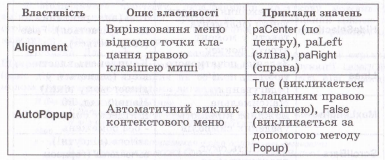 Властивість
Опис властивості
Приклади значень
Alignment
Вирівнювання меню
відносно точки кла-
цання правою
клавішею миші
paCenter (по
центру), paLeft
(зліва), paRight
(справа)
AutoPopup
Автоматичний виклик
контекстового меню
True (викликається
клацанням правою
клавішею), False
(викликається за
допомогою методу
Popup)